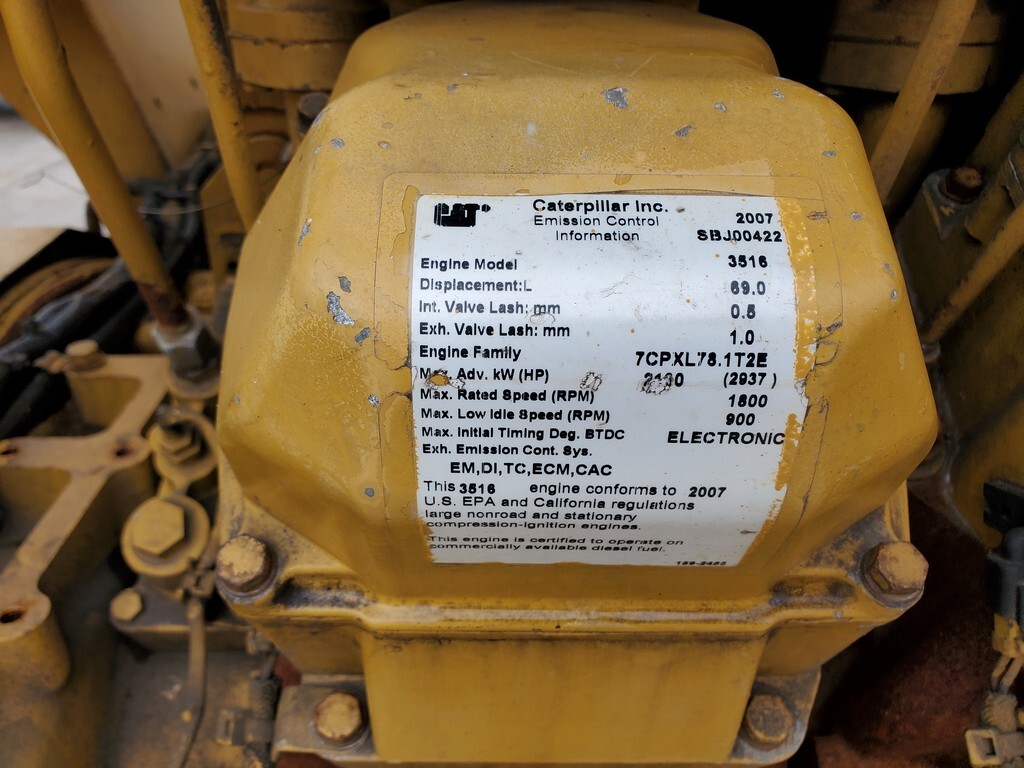 CAT Caterpillar Inc.
Emission Control 2007
Information SBJ00422
Engine Model 3516
Displacement:L 69.0
Int. Valve Lash: mm 0.5
Exh. Valve Lash: mm 1.0
Engine Family 7CPXL78.1T2E
Adv. kW (HP) (2937 )
Max. Rated Speed (RPM) 1800
Max. Low Idle Speed (RPM) 900
Max. Initial Timing Deg. BTDC ELECTRONIC
Exh. Emission Cont. Sys.
EM,DI,TC,ECM,CAC
This 3516 engine conforms to 2007
U.S. EPA and California regulations
large nonroad and stationary
compression-ignition engines.
This engine is certified to operate on
commercially available diesel fuel.